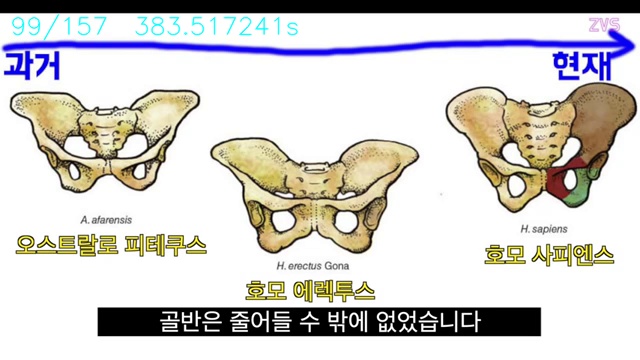 99/157 383.517241s
ZVS
과거
현재
A. afarensis
오스트랄로 피테쿠스
H. erectus Gona
호모 에렉투스
H. sapiens
호모 사피엔스
골반은 줄어들 수 밖에 없었습니다